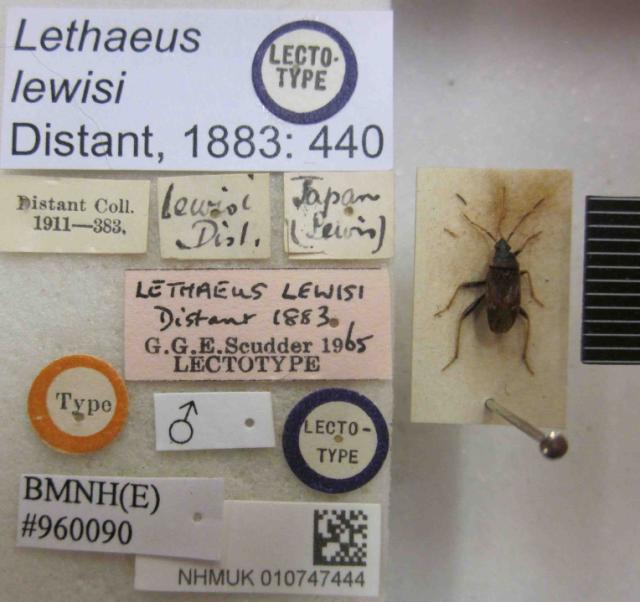 Lethaeus
lewisi
Distant, 1883: 440
LECTO-
TYPE
Distant Coll.
1911—383.
lewisi
Dist.
Japan
(Lewis)
LETHAEUS LEWISI
Distant 1883.
G.G.E.Scudder 1965
LECTOTYPE
Type
♂
LECTO-
TYPE
BMNH(E)
#960090
NHMUK 010747444